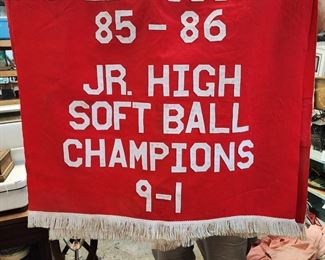 85 - 86
JR. HIGH
SOFT BALL
CHAMPIONS
9-1